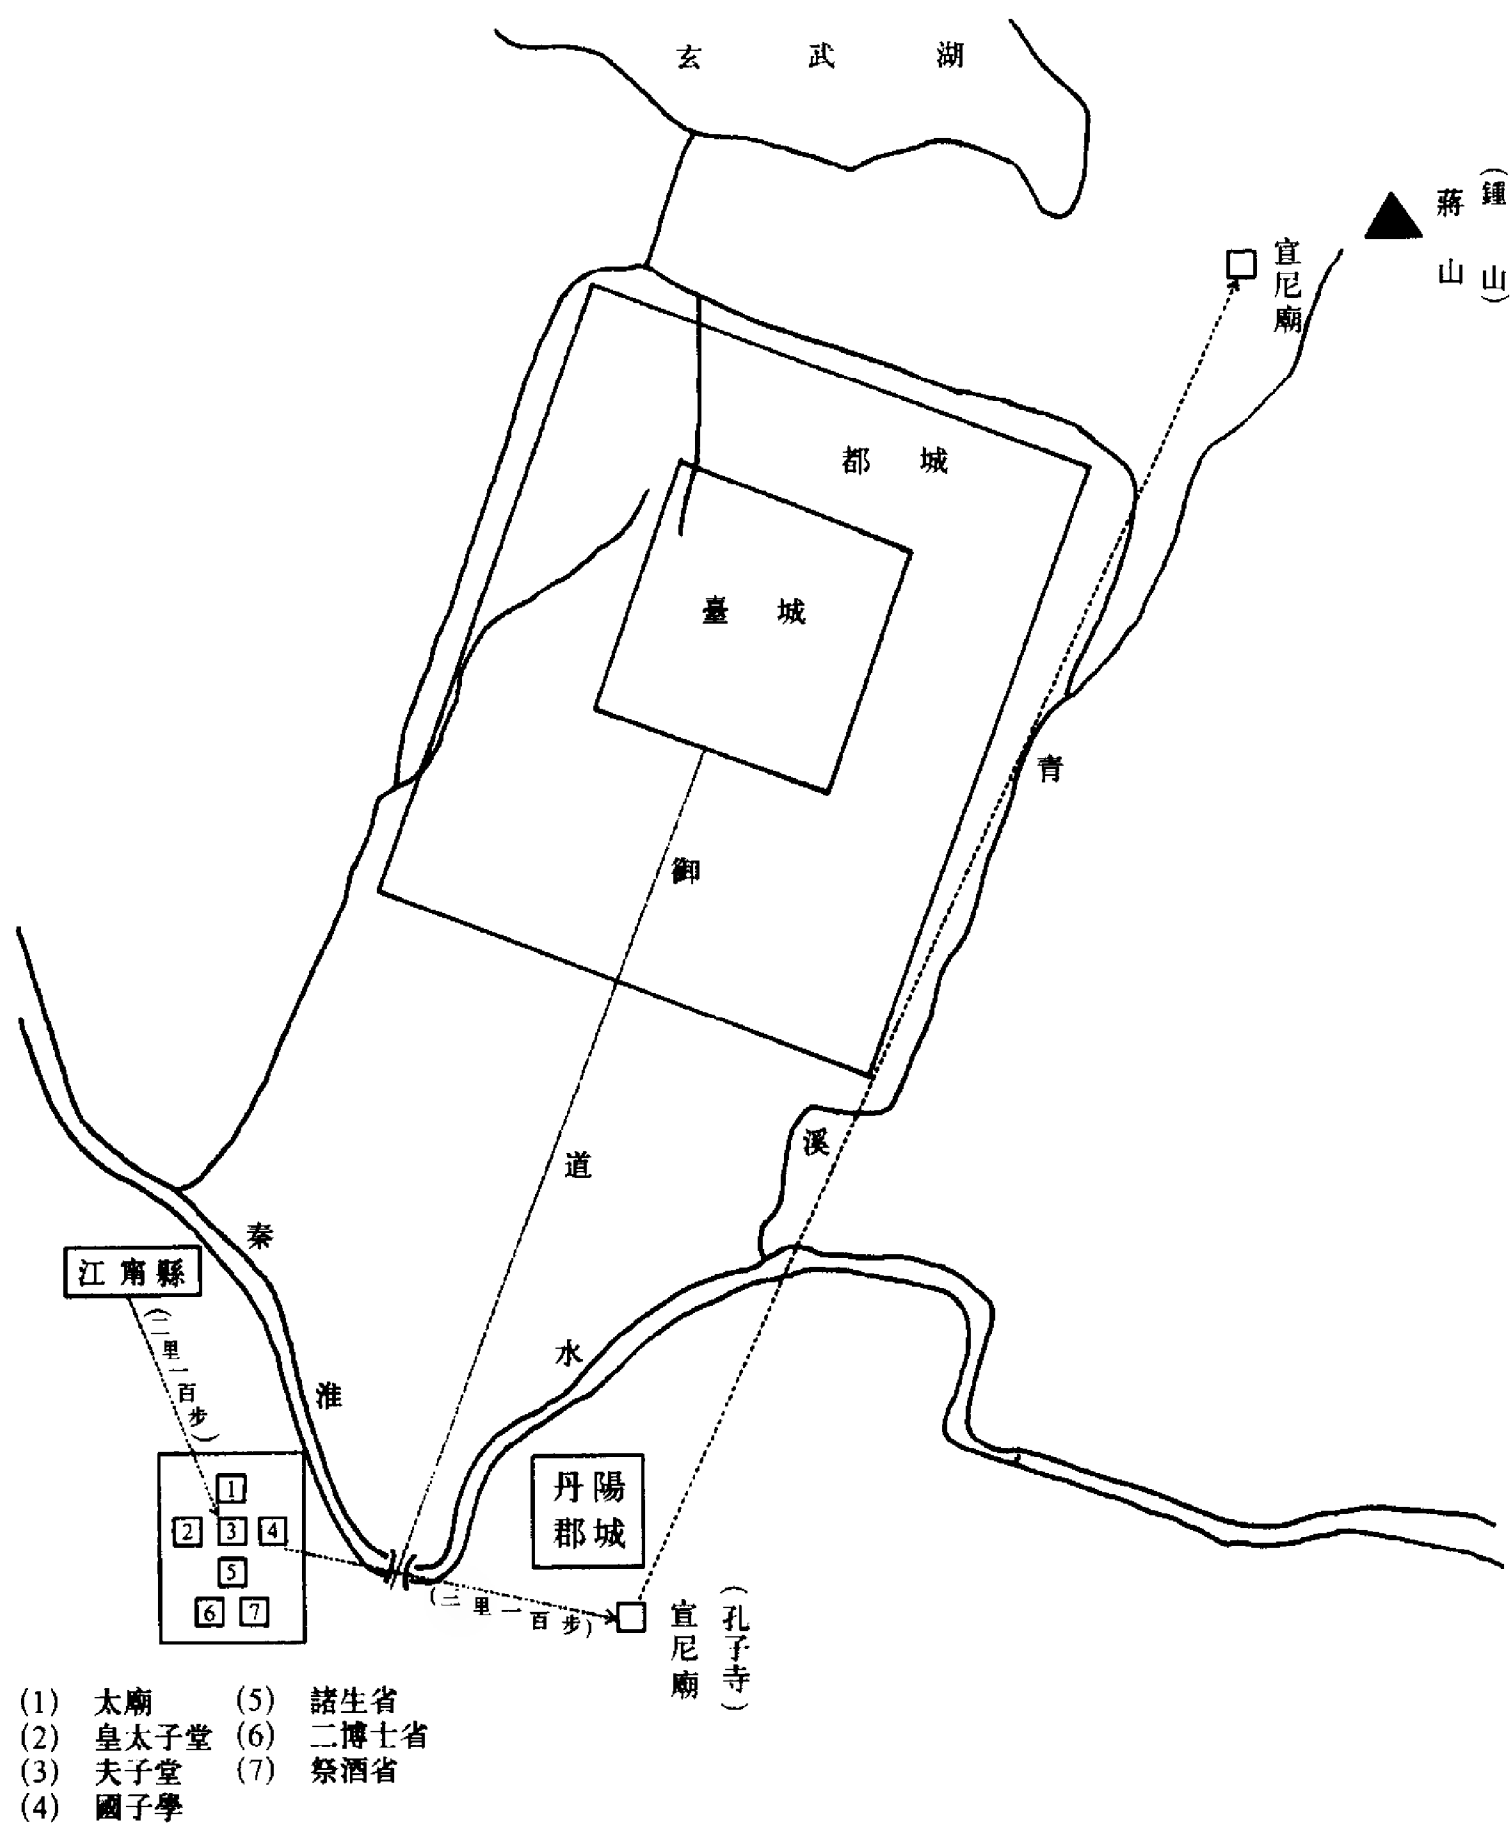 玄武湖
(鍾山)
蔣山
宣尼廟
都城
臺城
青溪
御道
秦淮水
江甯縣
(二里一百步)
1
2 3 4
5
6 7
丹陽
郡城
(二里一百步)
宣尼廟
(孔子寺)
(1) 太廟 (5) 諸生省
(2) 皇太子堂 (6) 二博士省
(3) 夫子堂 (7) 祭酒省
(4) 國子學